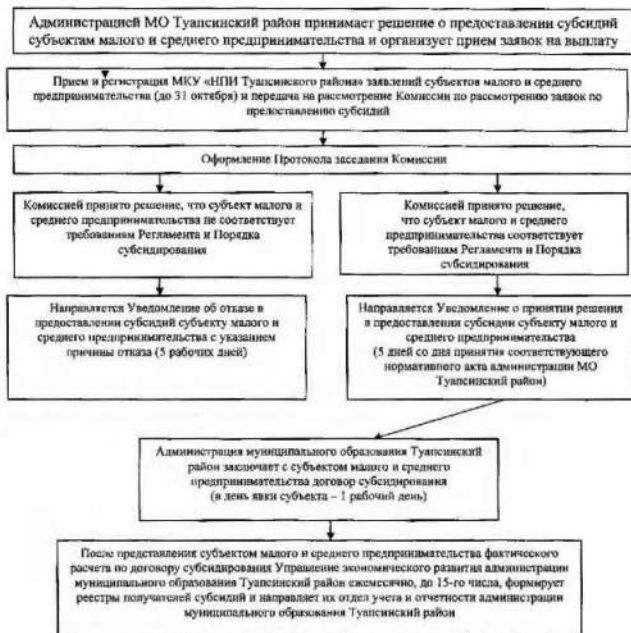 Администрацией МО Туапсинский район принимает решение о предоставлении субсидий
субъектам малого и среднего предпринимательства и организует прием заявок на выплату
Прием и регистрация МКУ «НПИ Туапсинского района» заявлений субъектов малого и среднего
предпринимательства (до 31 октября) и передача на рассмотрение Комиссии по рассмотрению заявок по
предоставлению субсидий
Оформление Протокола заседания Комиссии
Комиссией принято решение, что субъект малого и
среднего предпринимательства не соответствует
требованиям Регламента и Порядка
субсидирования
Комиссией принято решение,
что субъект малого и среднего
предпринимательства соответствует
требованиям Регламента и Порядка
субсидирования
Направляется Уведомление об отказе в
предоставлении субсидий субъекту малого и
среднего предпринимательства с указанием
причины отказа (5 рабочих дней)
Направляется Уведомление о принятии решения
в предоставлении субсидии субъекту малого и
среднего предпринимательства
(5 дней со дня принятия соответствующего
нормативного акта администрации МО
Туапсинский район)
Администрация муниципального образования Туапсинский
район заключает с субъектом малого и среднего
предпринимательства договор субсидирования
(в день явки субъекта – 1 рабочий день)
После представления субъектом малого и среднего предпринимательства фактического
расчета по договору субсидирования Управление экономического развития администрации
муниципального образования Туапсинский район ежемесячно, до 15-го числа, формирует
реестры получателей субсидий и направляет их отдел учета и отчетности администрации
муниципального образования Туапсинский район